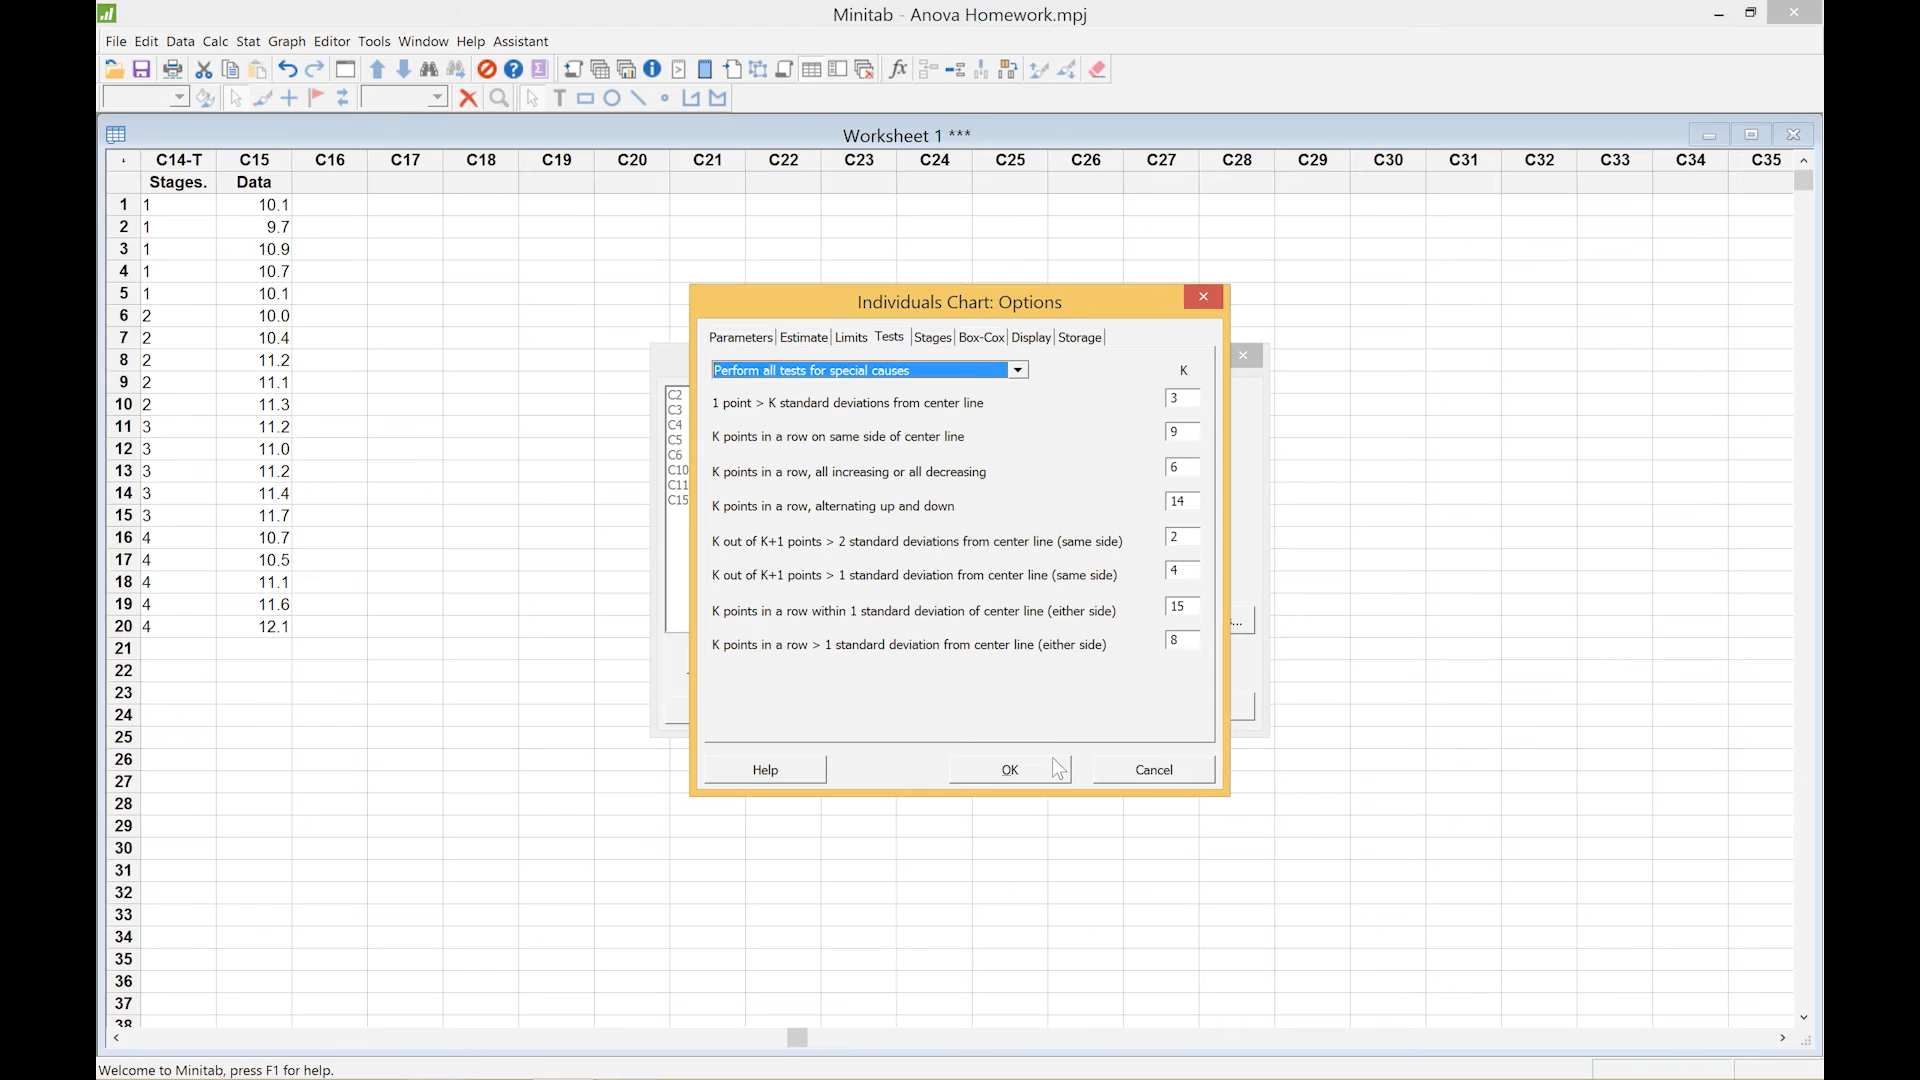 Minitab - Anova Homework.mpj
File Edit Data Calc Stat Graph Editor Tools Window Help Assistant
Worksheet 1 ***
C14-T C15 C16 C17 C18 C19 C20 C21 C22 C23 C24 C25 C26 C27 C28 C29 C30 C31 C32 C33 C34 C35
Stages. Data
1 1 10.1
2 1 9.7
3 1 10.9
4 1 10.7
5 1 10.1
6 2 10.0
7 2 10.4
8 2 11.2
9 2 11.1
10 2 11.3
11 3 11.2
12 3 11.0
13 3 11.2
14 3 11.4
15 3 11.7
16 4 10.7
17 4 10.5
18 4 11.1
19 4 11.6
20 4 12.1
21
22
23
24
25
26
27
28
29
30
31
32
33
34
35
36
37
38
C2
C3
C4
C5
C6
C10
C11
C15
Individuals Chart: Options
Parameters Estimate Limits Tests Stages Box-Cox Display Storage
Perform all tests for special causes K
1 point > K standard deviations from center line 3
K points in a row on same side of center line 9
K points in a row, all increasing or all decreasing 6
K points in a row, alternating up and down 14
K out of K+1 points > 2 standard deviations from center line (same side) 2
K out of K+1 points > 1 standard deviation from center line (same side) 4
K points in a row within 1 standard deviation of center line (either side) 15
K points in a row > 1 standard deviation from center line (either side) 8
Help OK Cancel
Welcome to Minitab, press F1 for help.